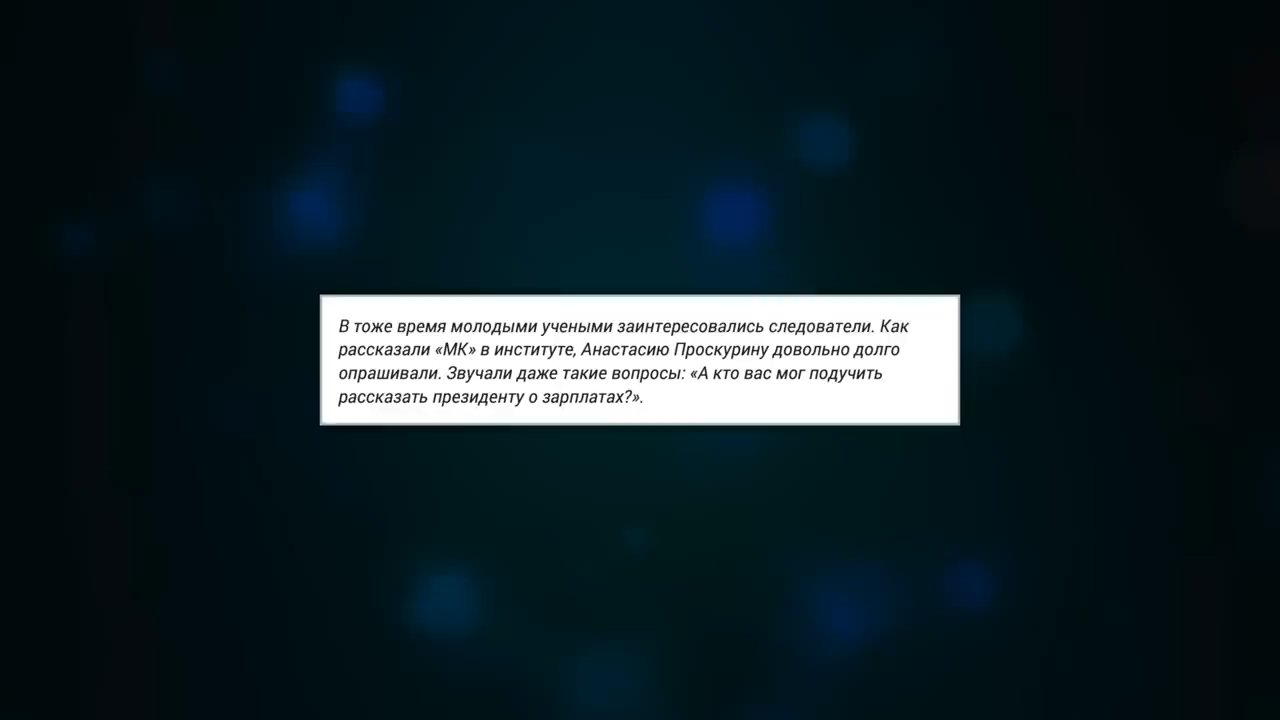 В тоже время молодыми учеными заинтересовались следователи. Как
рассказали «МК» в институте, Анастасию Проскурину довольно долго
опрашивали. Звучали даже такие вопросы: «А кто вас мог подучить
рассказать президенту о зарплатах?».